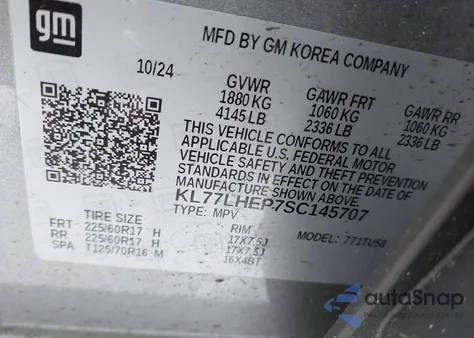 gm
MFD BY GM KOREA COMPANY
10/24
GVWR GAWR FRT GAWR RR
1880 KG 1060 KG 1060 KG
4145 LB 2336 LB 2336 LB
THIS VEHICLE CONFORMS TO ALL
APPLICABLE U.S. FEDERAL MOTOR
VEHICLE SAFETY AND THEFT PREVENTION
STANDARDS IN EFFECT ON THE DATE OF
MANUFACTURE SHOWN ABOVE.
KL77LHEP7SC145707
TYPE: MPV MODEL: 771TUS8
TIRE SIZE RIM
FRT 225/60R17 H 17X7.5J
RR 225/60R17 H 17X7.5J
SPA T125/70R16 M 16X4BT
autoSnap